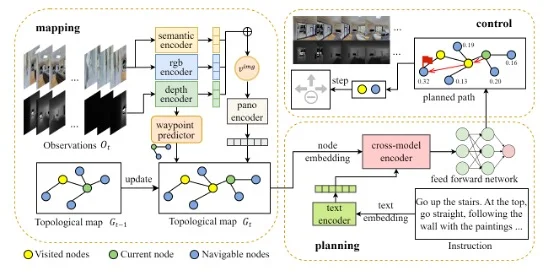 mapping
semantic
encoder
rgb
encoder
depth
encoder
v^img
pano
encoder
waypoint
predictor
Observations O_t
update
Topological map G_{t-1}
Topological map G_t
Visited nodes
Current node
Navigable nodes
control
...
...
step
0.19
0.16
0.32
0.13
0.20
planned path
node
embedding
cross-model
encoder
feed forward network
text
encoder
text
embedding
Go up the stairs. At the top,
go straight, following the
wall with the paintings ...
Instruction
planning